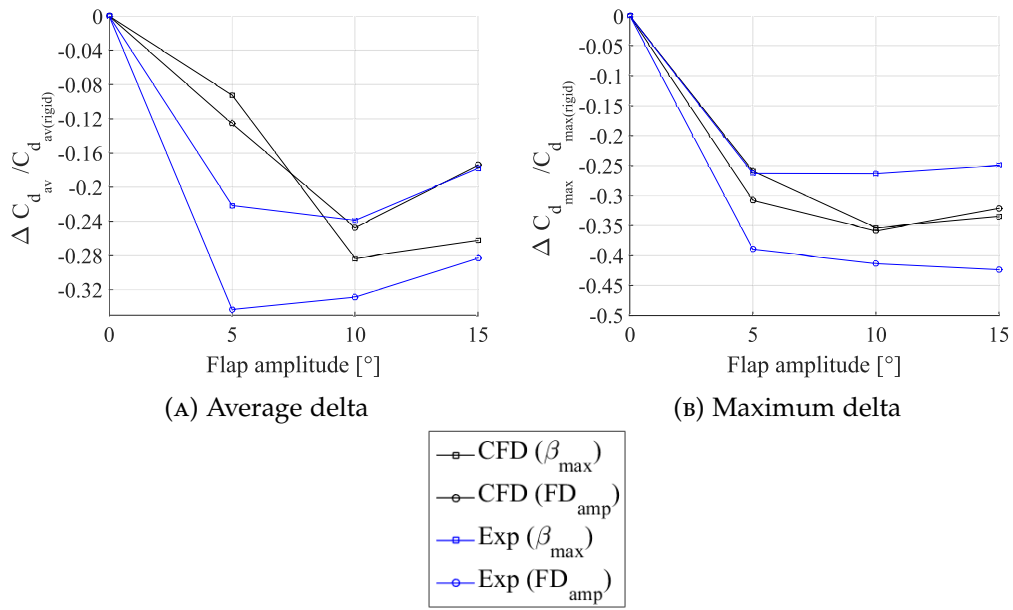 0
-0.04
-0.08
-0.12
-0.16
-0.2
-0.24
-0.28
-0.32
0 5 10 15
Δ C_d_av /C_d_av(rigid)
Flap amplitude [°]
(A) Average delta
0
-0.05
-0.1
-0.15
-0.2
-0.25
-0.3
-0.35
-0.4
-0.45
-0.5
0 5 10 15
Δ C_d_max /C_d_max(rigid)
Flap amplitude [°]
(B) Maximum delta
CFD (β_max)
CFD (FD_amp)
Exp (β_max)
Exp (FD_amp)